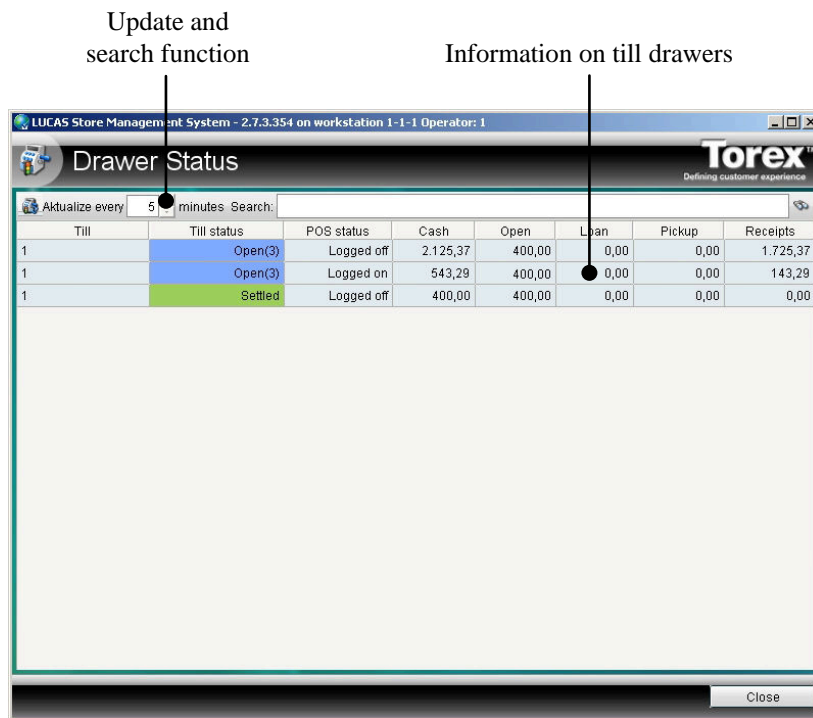 Update and
search function
Information on till drawers
LUCAS Store Management System - 2.7.3.354 on workstation 1-1-1 Operator: 1
Drawer Status
Torex™
Defining customer experience
Aktualize every 5 minutes Search:
Till Till status POS status Cash Open Loan Pickup Receipts
1 Open(3) Logged off 2.125,37 400,00 0,00 0,00 1.725,37
1 Open(3) Logged on 543,29 400,00 0,00 0,00 143,29
1 Settled Logged off 400,00 400,00 0,00 0,00 0,00
Close